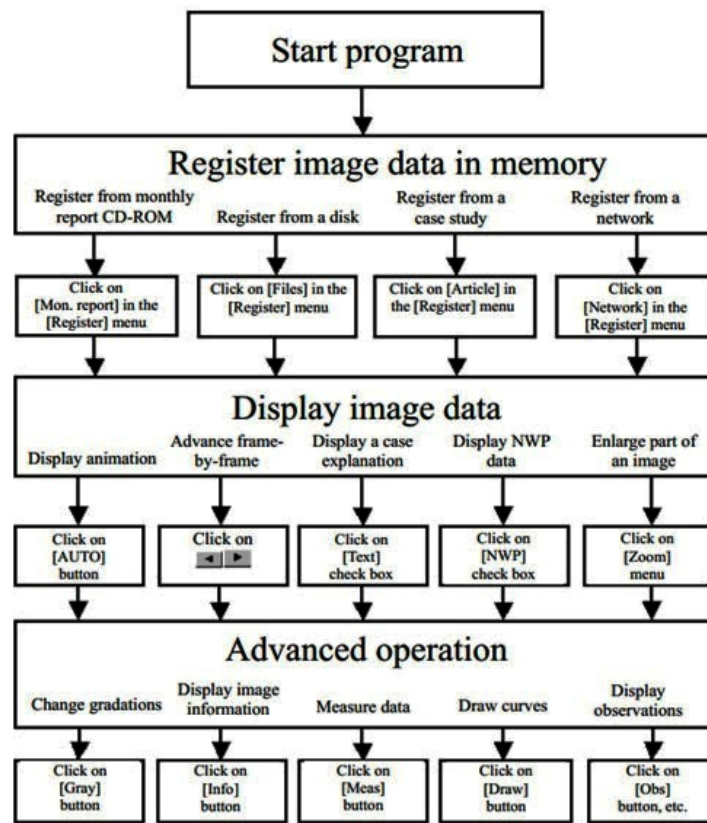 Start program
Register image data in memory
Register from monthly
report CD-ROM
Register from a disk
Register from a
case study
Register from a
network
Click on
[Mon. report] in the
[Register] menu
Click on [Files] in the
[Register] menu
Click on [Article] in
the [Register] menu
Click on
[Network] in the
[Register] menu
Display image data
Display animation
Advance frame-
by-frame
Display a case
explanation
Display NWP
data
Enlarge part of
an image
Click on
[AUTO]
button
Click on
Click on
[Text]
check box
Click on
[NWP]
check box
Click on
[Zoom]
menu
Advanced operation
Change gradations
Display image
information
Measure data
Draw curves
Display
observations
Click on
[Gray]
button
Click on
[Info]
button
Click on
[Meas]
button
Click on
[Draw]
button
Click on
[Obs]
button, etc.